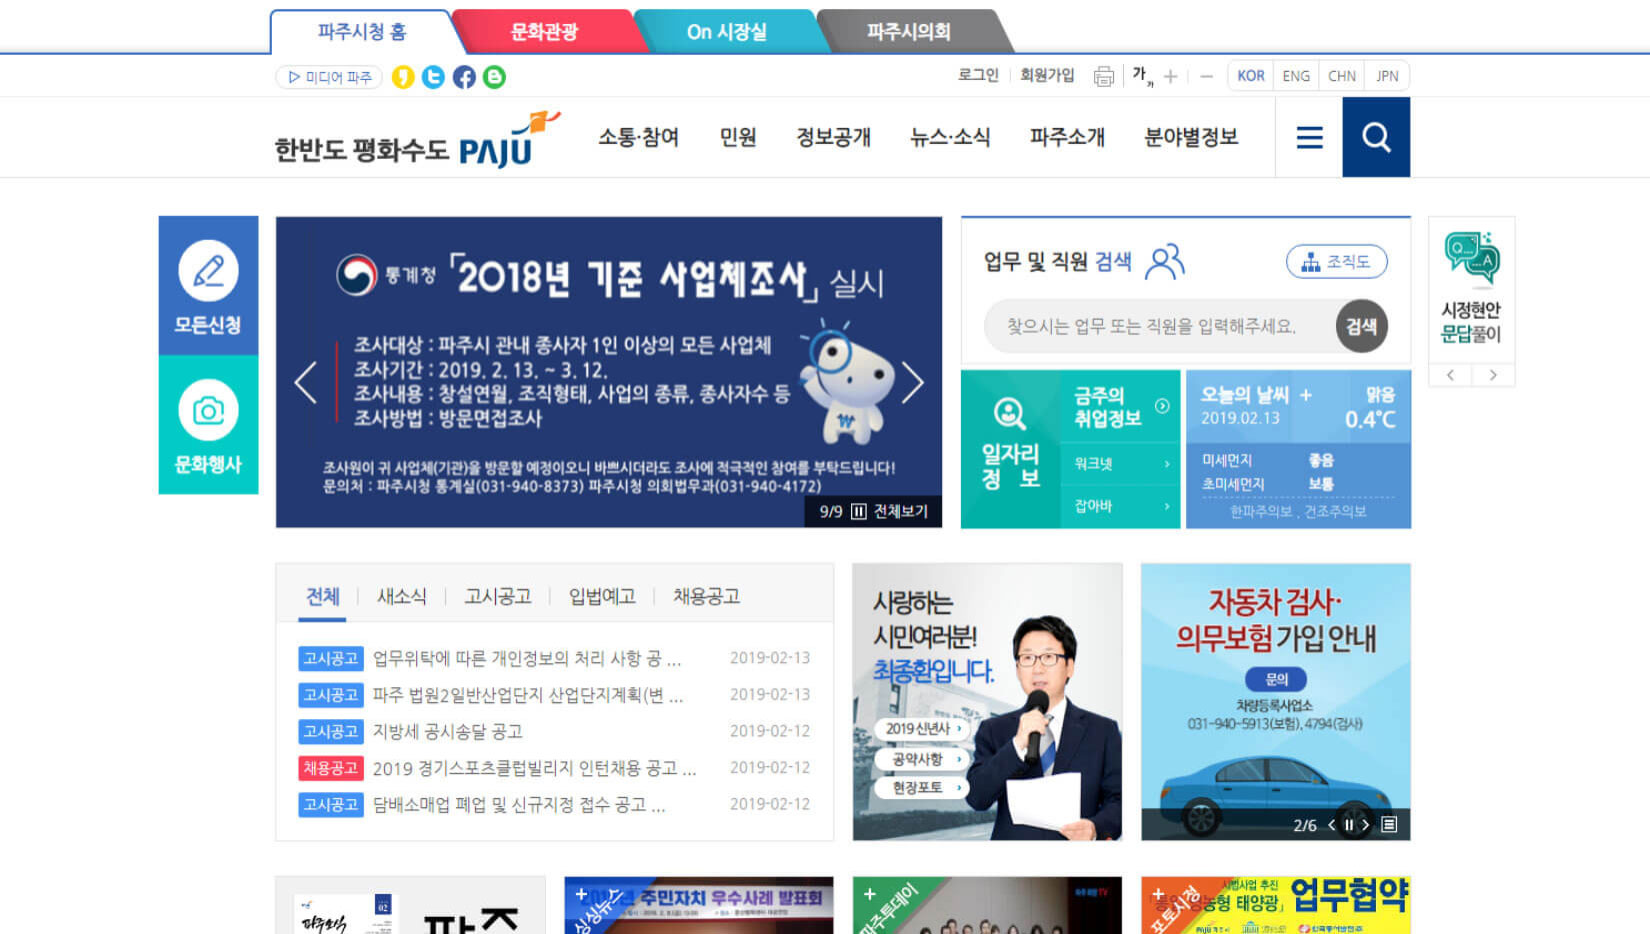 파주시청 홈
문화관광
On 시장실
파주시의회
미디어 파주
로그인
회원가입
가
KOR
ENG
CHN
JPN
한반도 평화수도 PAJU
소통·참여
민원
정보공개
뉴스·소식
파주소개
분야별정보
모든신청
문화행사
통계청 「2018년 기준 사업체조사」 실시
조사대상 : 파주시 관내 종사자 1인 이상의 모든 사업체
조사기간 : 2019. 2. 13. ~ 3. 12.
조사내용 : 창설연월, 조직형태, 사업의 종류, 종사자수 등
조사방법 : 방문면접조사
조사원이 귀 사업체(기관)을 방문할 예정이오니 바쁘시더라도 조사에 적극적인 참여를 부탁드립니다!
문의처 : 파주시청 통계실(031-940-8373) 파주시청 의회법무과(031-940-4172)
9/9 전체보기
업무 및 직원 검색
조직도
찾으시는 업무 또는 직원을 입력해주세요.
검색
일자리
정 보
금주의
취업정보
워크넷
잡아바
오늘의 날씨 +
2019.02.13
맑음
0.4℃
미세먼지 좋음
초미세먼지 보통
한파주의보 , 건조주의보
Q...
...A
시정현안
문답풀이
전체
새소식
고시공고
입법예고
채용공고
고시공고 업무위탁에 따른 개인정보의 처리 사항 공 ... 2019-02-13
고시공고 파주 법원2일반산업단지 산업단지계획(변 ... 2019-02-13
고시공고 지방세 공시송달 공고 2019-02-12
채용공고 2019 경기스포츠클럽빌리지 인턴채용 공고 ... 2019-02-12
고시공고 담배소매업 폐업 및 신규지정 접수 공고 ... 2019-02-12
사랑하는
시민여러분!
최종환입니다.
2019 신년사
공약사항
현장포토
자동차 검사·
의무보험 가입 안내
문의
차량등록사업소
031-940-5913(보험), 4794(검사)
2/6
02
파주소식
싱싱뉴스
주민자치 우수사례 발표회
파주투데이
포토시정
시범사업 추진
태양광」 업무협약